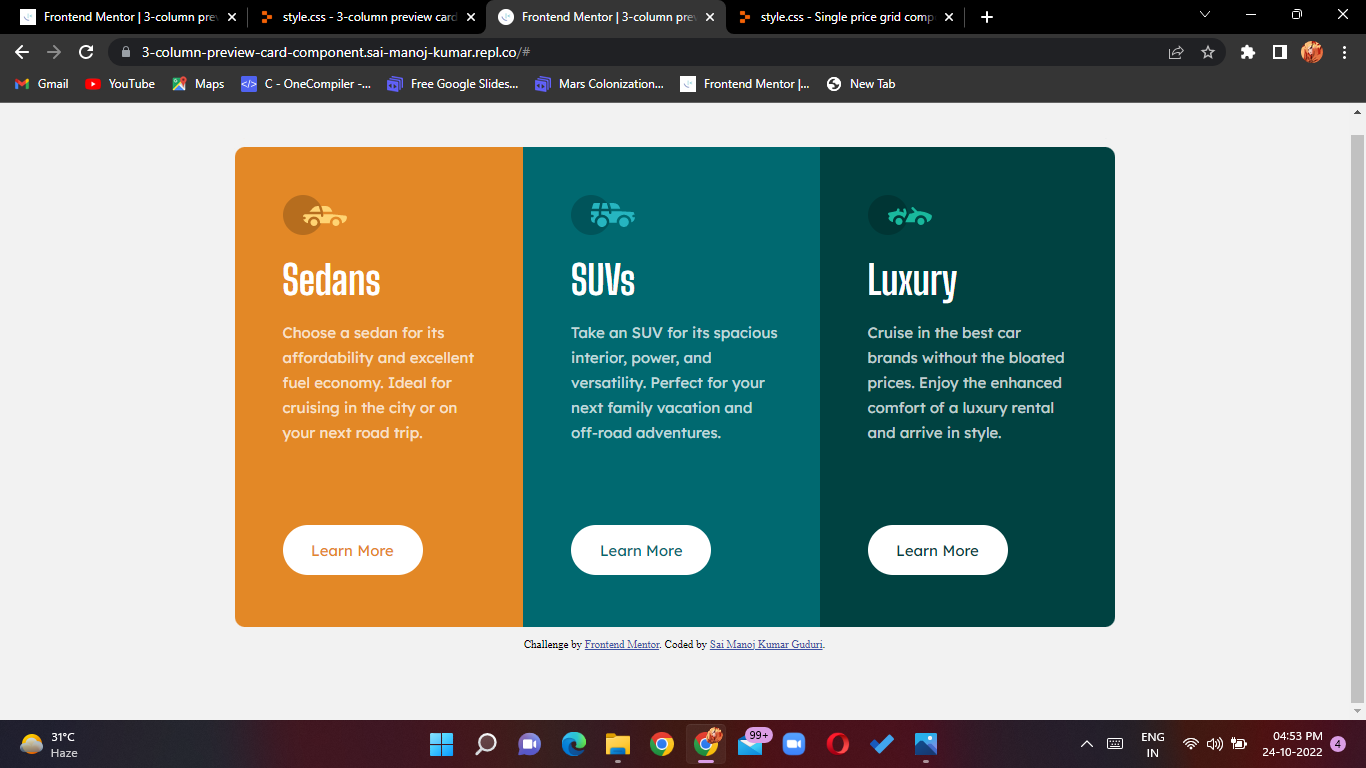 Frontend Mentor | 3-column prev
style.css - 3-column preview card
Frontend Mentor | 3-column prev
style.css - Single price grid comp
3-column-preview-card-component.sai-manoj-kumar.repl.co/#
Gmail
YouTube
Maps
C - OneCompiler -...
Free Google Slides...
Mars Colonization...
Frontend Mentor |...
New Tab
Sedans
Choose a sedan for its
affordability and excellent
fuel economy. Ideal for
cruising in the city or on
your next road trip.
Learn More
SUVs
Take an SUV for its spacious
interior, power, and
versatility. Perfect for your
next family vacation and
off-road adventures.
Learn More
Luxury
Cruise in the best car
brands without the bloated
prices. Enjoy the enhanced
comfort of a luxury rental
and arrive in style.
Learn More
Challenge by Frontend Mentor. Coded by Sai Manoj Kumar Guduri.
31°C
Haze
99+
ENG
IN
04:53 PM
24-10-2022
4